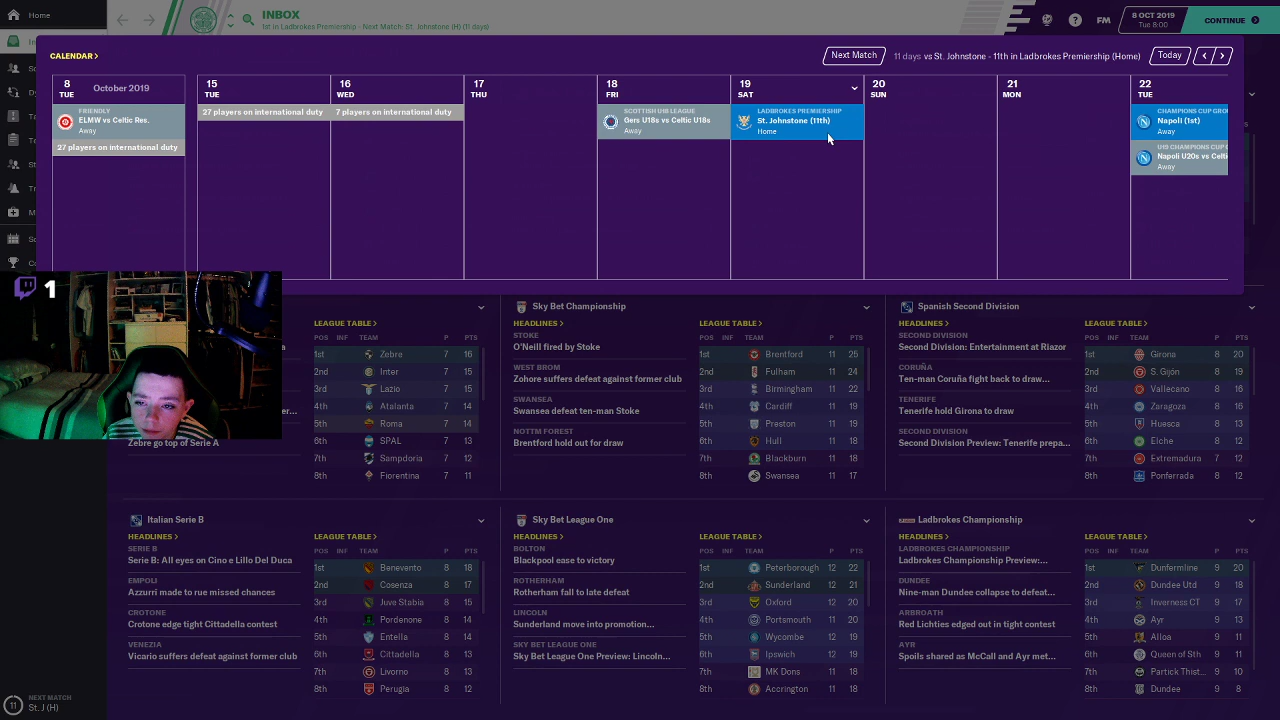 Home
INBOX
1st in Ladbrokes Premiership - Next Match: St. Johnstone (H) (11 days)
FM
8 OCT 2019
Tue 8:00
CONTINUE
CALENDAR >
Next Match
11 days vs St. Johnstone - 11th in Ladbrokes Premiership (Home)
Today
8 TUE October 2019
15 TUE
16 WED
17 THU
18 FRI
19 SAT
20 SUN
21 MON
22 TUE
FRIENDLY
ELMW vs Celtic Res.
Away
27 players on international duty
27 players on international duty
7 players on international duty
SCOTTISH U18 LEAGUE
Gers U18s vs Celtic U18s
Away
LADBROKES PREMIERSHIP
St. Johnstone (11th)
Home
CHAMPIONS CUP GROU
Napoli (1st)
Away
U19 CHAMPIONS CUP G
Napoli U20s vs Celti
Away
1
Zebre go top of Serie A
LEAGUE TABLE >
POS INF TEAM P PTS
1st Zebre 7 16
2nd Inter 7 15
3rd Lazio 7 15
4th Atalanta 7 14
5th Roma 7 14
6th SPAL 7 13
7th Sampdoria 7 12
8th Fiorentina 7 11
Sky Bet Championship
HEADLINES >
STOKE
O'Neill fired by Stoke
WEST BROM
Zohore suffers defeat against former club
SWANSEA
Swansea defeat ten-man Stoke
NOTTM FOREST
Brentford hold out for draw
LEAGUE TABLE >
POS INF TEAM P PTS
1st Brentford 11 25
2nd Fulham 11 24
3rd Birmingham 11 22
4th Cardiff 11 19
5th Preston 11 19
6th Hull 11 18
7th Blackburn 11 18
8th Swansea 11 17
Spanish Second Division
HEADLINES >
SECOND DIVISION
Second Division: Entertainment at Riazor
CORUÑA
Ten-man Coruña fight back to draw...
TENERIFE
Tenerife hold Girona to draw
SECOND DIVISION
Second Division Preview: Tenerife prepa...
LEAGUE TABLE >
POS INF TEAM P PTS
1st Girona 8 20
2nd S. Gijón 8 19
3rd Vallecano 8 16
4th Zaragoza 8 16
5th Huesca 8 13
6th Elche 8 12
7th Extremadura 7 12
8th Ponferrada 8 12
Italian Serie B
HEADLINES >
SERIE B
Serie B: All eyes on Cino e Lillo Del Duca
EMPOLI
Azzurri made to rue missed chances
CROTONE
Crotone edge tight Cittadella contest
VENEZIA
Vicario suffers defeat against former club
LEAGUE TABLE >
POS INF TEAM P PTS
1st Benevento 8 18
2nd Cosenza 8 17
3rd Juve Stabia 8 15
4th Pordenone 8 14
5th Entella 8 14
6th Cittadella 8 13
7th Livorno 8 13
8th Perugia 8 12
Sky Bet League One
HEADLINES >
BOLTON
Blackpool ease to victory
ROTHERHAM
Rotherham fall to late defeat
LINCOLN
Sunderland move into promotion...
SKY BET LEAGUE ONE
Sky Bet League One Preview: Lincoln...
LEAGUE TABLE >
POS INF TEAM P PTS
1st Peterborough 12 22
2nd Sunderland 12 21
3rd Oxford 12 20
4th Portsmouth 11 20
5th Wycombe 12 19
6th Ipswich 12 19
7th MK Dons 11 18
8th Accrington 11 18
Ladbrokes Championship
HEADLINES >
LADBROKES CHAMPIONSHIP
Ladbrokes Championship Preview:...
DUNDEE
Nine-man Dundee collapse to defeat...
ARBROATH
Red Lichties edged out in tight contest
AYR
Spoils shared as McCall and Ayr met...
LEAGUE TABLE >
POS INF TEAM P PTS
1st Dunfermline 9 20
2nd Dundee Utd 9 18
3rd Inverness CT 9 17
4th Ayr 9 13
5th Alloa 9 11
6th Queen of Sth 9 11
7th Partick Thist... 9 10
8th Dundee 9 8
11
NEXT MATCH
St. J (H)